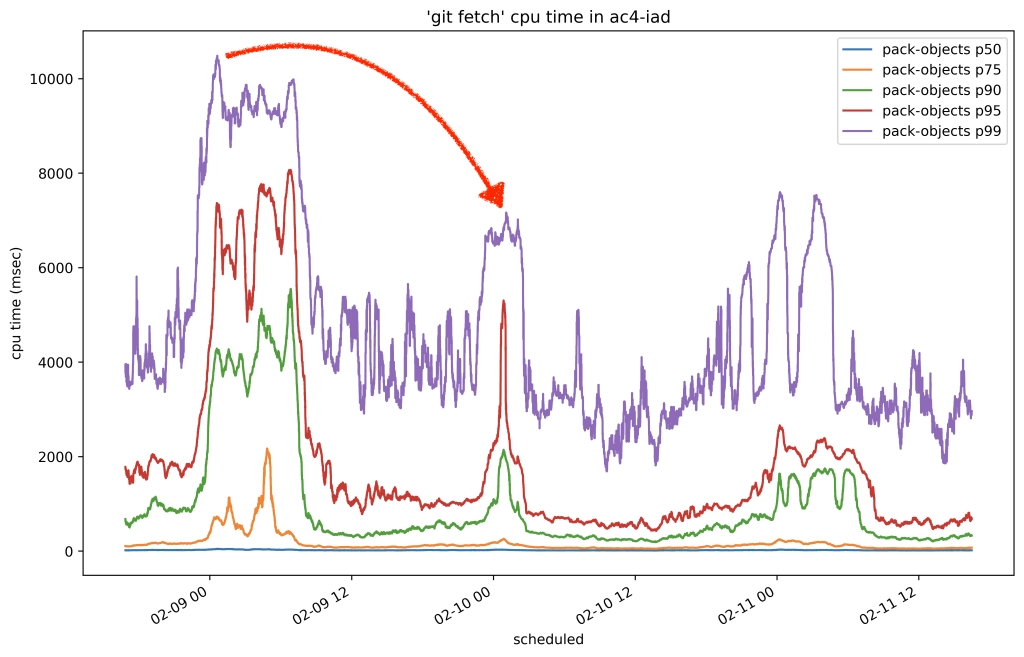 'git fetch' cpu time in ac4-iad
pack-objects p50
pack-objects p75
pack-objects p90
pack-objects p95
pack-objects p99
cpu time (msec)
10000
8000
6000
4000
2000
0
02-09 00
02-09 12
02-10 00
02-10 12
02-11 00
02-11 12
scheduled